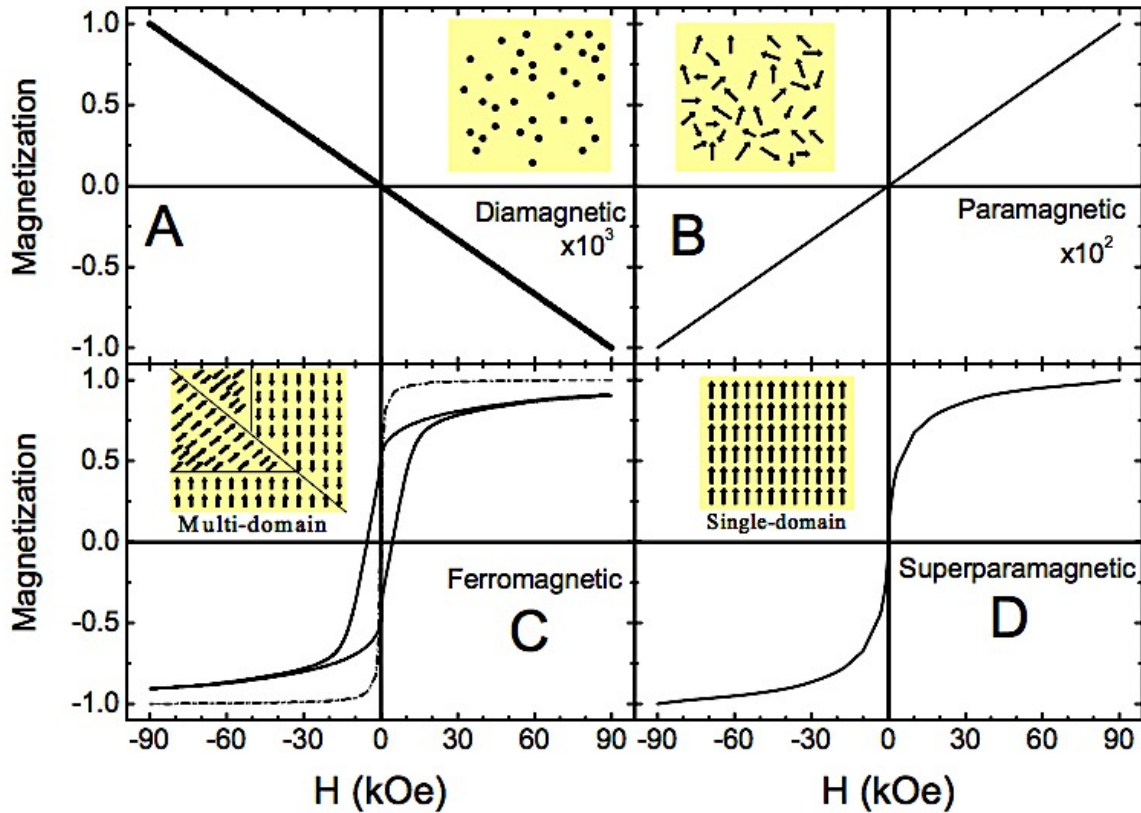 Magnetization
1.0
0.5
0.0
-0.5
-1.0
A
Diamagnetic
x10³
B
Paramagnetic
x10²
Magnetization
1.0
0.5
0.0
-0.5
-1.0
Multi-domain
Ferromagnetic
C
Single-domain
Superparamagnetic
D
-90 -60 -30 0 30 60 90
-90 -60 -30 0 30 60 90
H (kOe)
H (kOe)